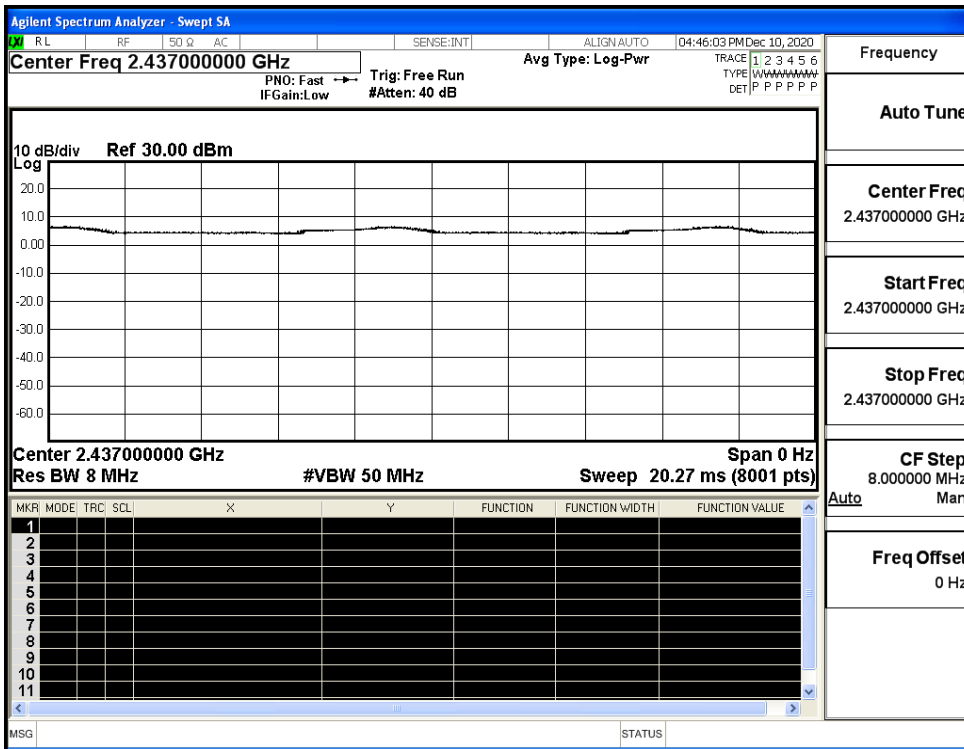 Agilent Spectrum Analyzer - Swept SA
LXI RL RF 50 Ω AC SENSE:INT ALIGN AUTO 04:46:03 PM Dec 10, 2020
Center Freq 2.437000000 GHz
PNO: Fast
IFGain:Low
Trig: Free Run
#Atten: 40 dB
Avg Type: Log-Pwr
TRACE 1 2 3 4 5 6
TYPE WWWWWW
DET P P P P P P
10 dB/div Ref 30.00 dBm
Log
20.0
10.0
0.00
-10.0
-20.0
-30.0
-40.0
-50.0
-60.0
Center 2.437000000 GHz Span 0 Hz
Res BW 8 MHz #VBW 50 MHz Sweep 20.27 ms (8001 pts)
MKR MODE TRC SCL X Y FUNCTION FUNCTION WIDTH FUNCTION VALUE
1
2
3
4
5
6
7
8
9
10
11
MSG STATUS
Frequency
Auto Tune
Center Freq
2.437000000 GHz
Start Freq
2.437000000 GHz
Stop Freq
2.437000000 GHz
CF Step
8.000000 MHz
Auto Man
Freq Offset
0 Hz